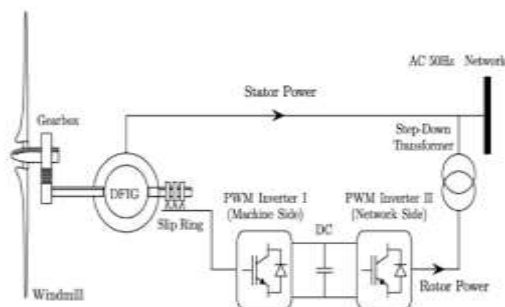 AC 50Hz Network
Stator Power
Gearbox
Step-Down
Transformer
DFIG
Slip Ring
PWM Inverter I
(Machine Side)
DC
PWM Inverter II
(Network Side)
Rotor Power
Windmill